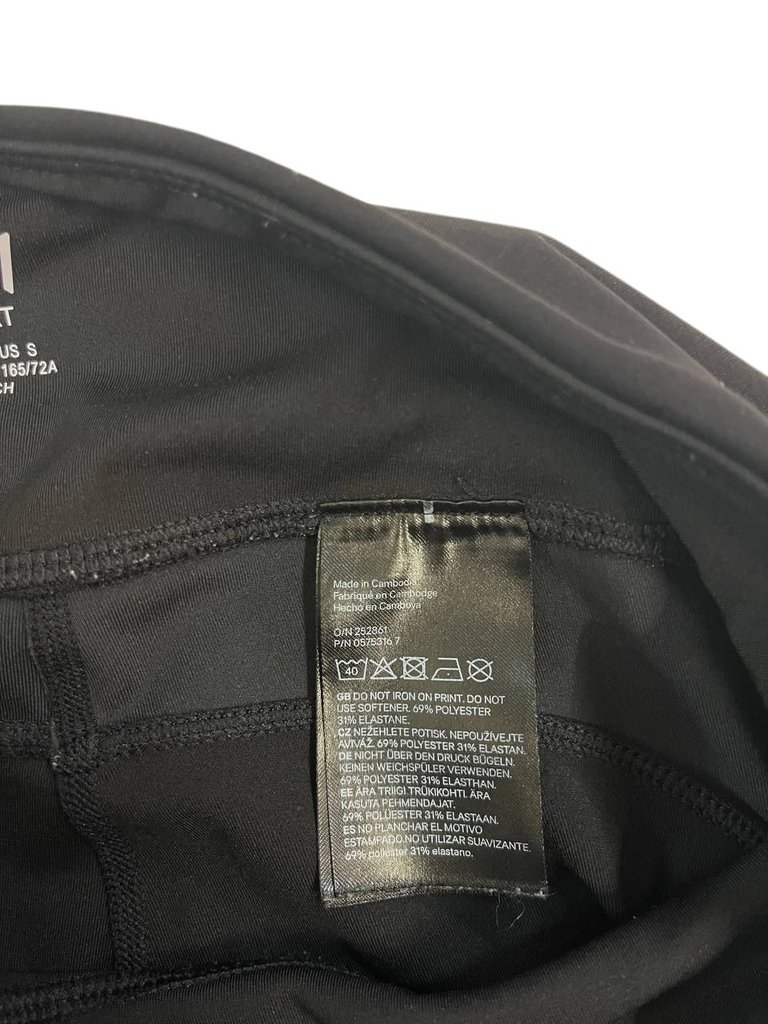 US S
165/72A
Made in Cambodia
Fabriqué en Cambodge
Hecho en Camboya
O/N 252861
P/N 0575316 7
40
GB DO NOT IRON ON PRINT. DO NOT
USE SOFTENER. 69% POLYESTER
31% ELASTANE.
CZ NEŽEHLETE POTISK. NEPOUŽÍVEJTE
AVIVÁŽ. 69% POLYESTER 31% ELASTAN.
DE NICHT ÜBER DEN DRUCK BÜGELN.
KEINEN WEICHSPÜLER VERWENDEN.
69% POLYESTER 31% ELASTHAN.
EE ÄRA TRIIGI TRÜKIKOHTI. ÄRA
KASUTA PEHMENDAJAT.
69% POLÜESTER 31% ELASTAAN.
ES NO PLANCHAR EL MOTIVO
ESTAMPADO.NO UTILIZAR SUAVIZANTE.
69% poliéster 31% elastano.